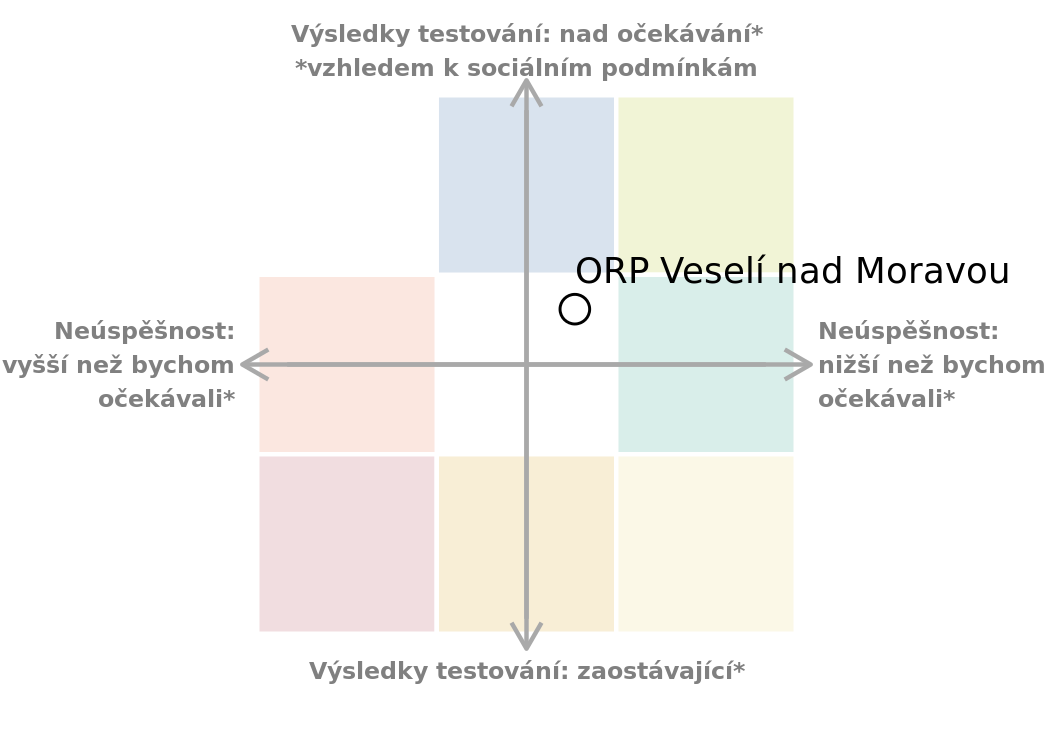 Výsledky testování: nad očekávání*
*vzhledem k sociálním podmínkám
ORP Veselí nad Moravou
Neúspěšnost:
vyšší než bychom
očekávali*
Neúspěšnost:
nižší než bychom
očekávali*
Výsledky testování: zaostávající*